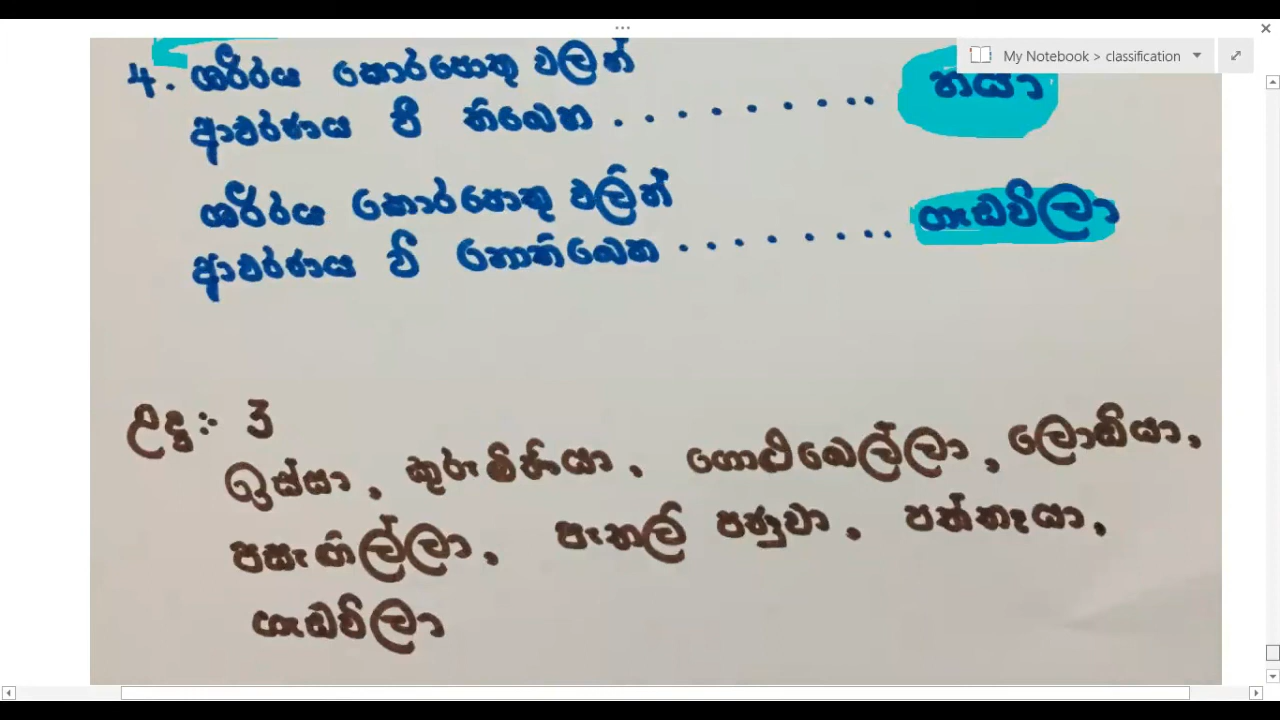 My Notebook > classification
4. ශරීරය කොරපොතු වලින් නයා
ආවරණය වී තිබෙන ...........
ශරීරය කොරපොතු වලින්
ආවරණය වී නොතිබෙන ......... ගැඩවිලා
උදා:- 3
ඉස්සා, කුරුමිණියා, ගොළුබෙල්ලා, ලොඩියා,
පසැඟිල්ලා, පැතලි පණුවා, පත්තෑයා,
ගැඩවිලා